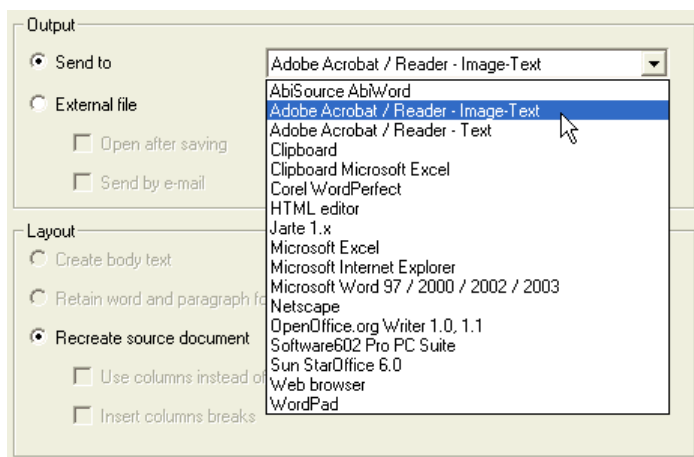 Output
Send to
Adobe Acrobat / Reader - Image-Text
External file
Open after saving
Send by e-mail
AbiSource AbiWord
Adobe Acrobat / Reader - Image-Text
Adobe Acrobat / Reader - Text
Clipboard
Clipboard Microsoft Excel
Corel WordPerfect
HTML editor
Jarte 1.x
Microsoft Excel
Microsoft Internet Explorer
Microsoft Word 97 / 2000 / 2002 / 2003
Netscape
OpenOffice.org Writer 1.0, 1.1
Software602 Pro PC Suite
Sun StarOffice 6.0
Web browser
WordPad
Layout
Create body text
Retain word and paragraph fo
Recreate source document
Use columns instead of
Insert columns breaks